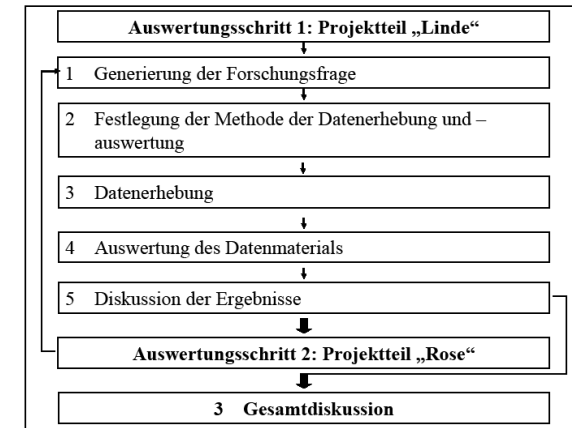 Auswertungsschritt 1: Projektteil „Linde“
1 Generierung der Forschungsfrage
2 Festlegung der Methode der Datenerhebung und –
auswertung
3 Datenerhebung
4 Auswertung des Datenmaterials
5 Diskussion der Ergebnisse
Auswertungsschritt 2: Projektteil „Rose“
3 Gesamtdiskussion